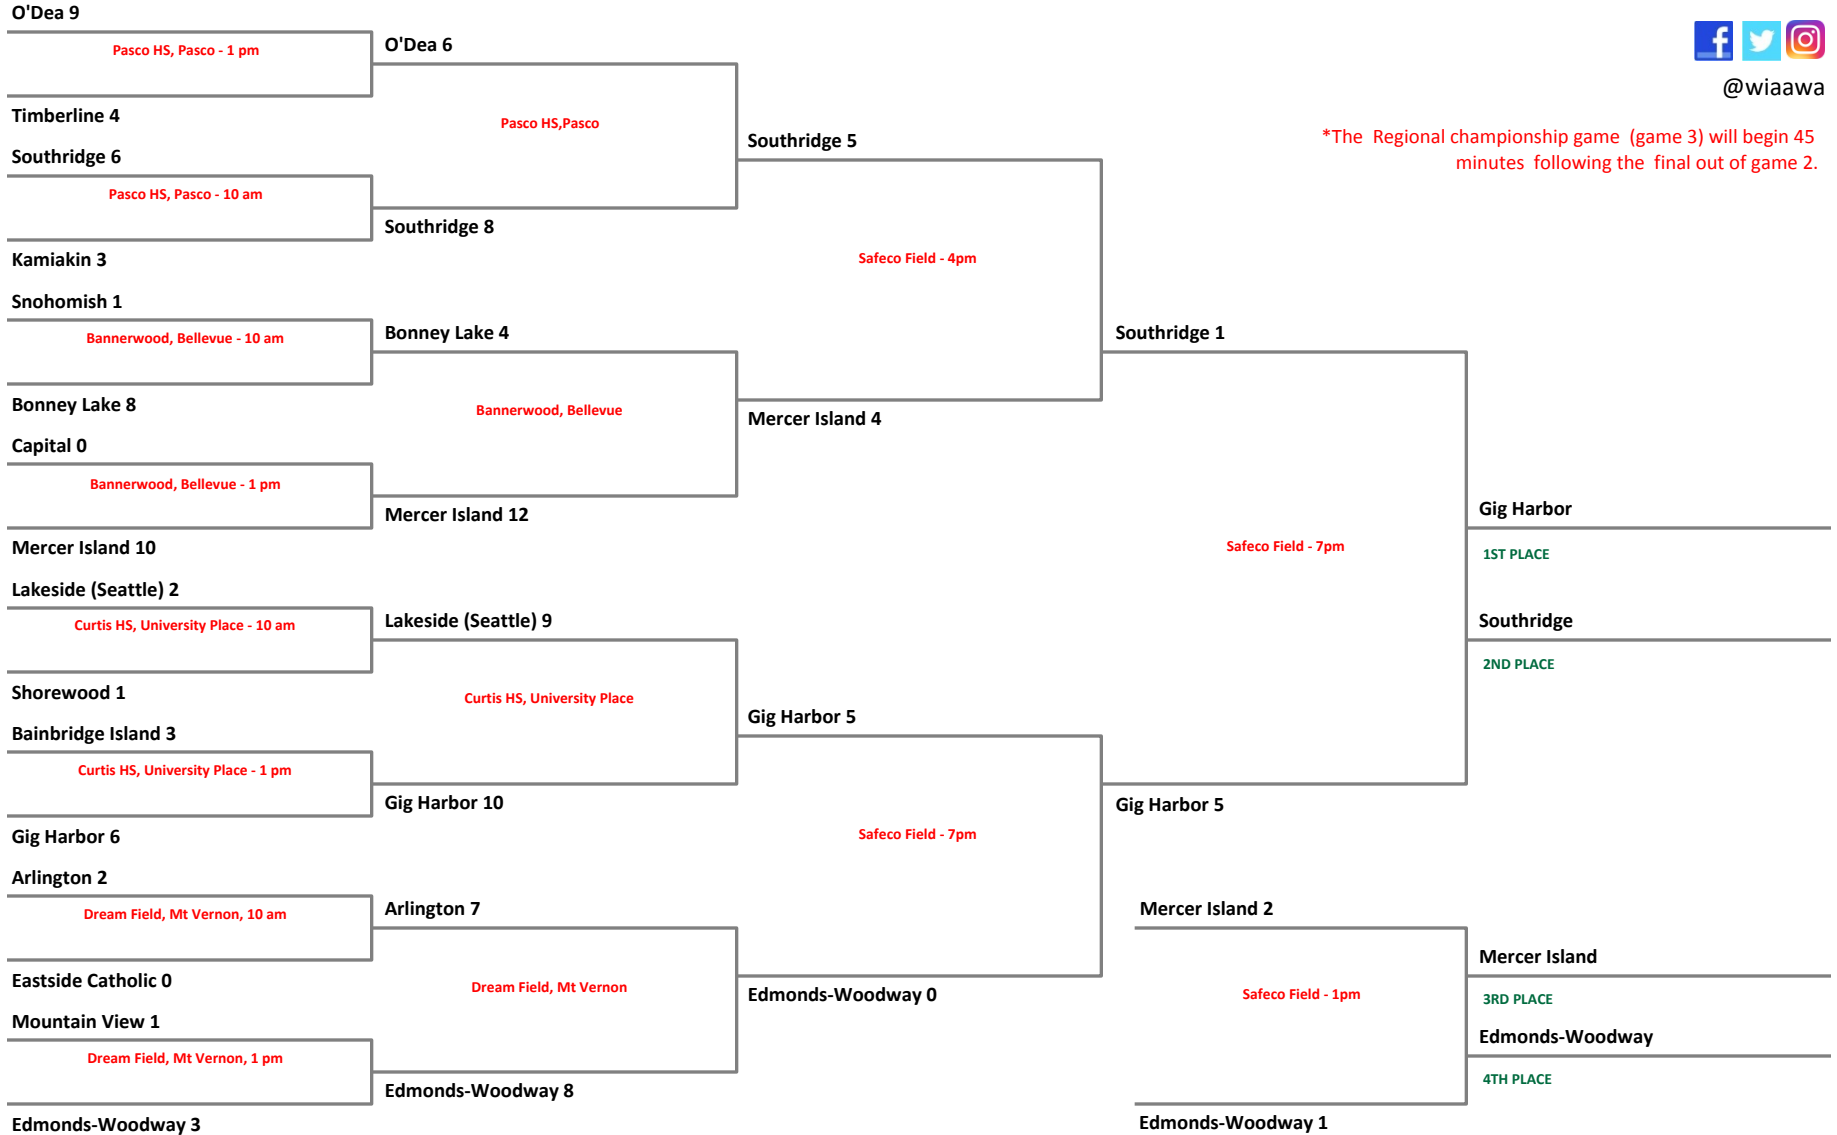 O'Dea 9
Pasco HS, Pasco - 1 pm
Timberline 4
Southridge 6
Pasco HS, Pasco - 10 am
Kamiakin 3
Snohomish 1
Bannerwood, Bellevue - 10 am
Bonney Lake 8
Capital 0
Bannerwood, Bellevue - 1 pm
Mercer Island 10
Lakeside (Seattle) 2
Curtis HS, University Place - 10 am
Shorewood 1
Bainbridge Island 3
Curtis HS, University Place - 1 pm
Gig Harbor 6
Arlington 2
Dream Field, Mt Vernon, 10 am
Eastside Catholic 0
Mountain View 1
Dream Field, Mt Vernon, 1 pm
Edmonds-Woodway 3
O'Dea 6
Pasco HS,Pasco
Southridge 8
Bonney Lake 4
Bannerwood, Bellevue
Mercer Island 12
Lakeside (Seattle) 9
Curtis HS, University Place
Gig Harbor 10
Arlington 7
Dream Field, Mt Vernon
Edmonds-Woodway 8
Southridge 5
Safeco Field - 4pm
Mercer Island 4
Gig Harbor 5
Safeco Field - 7pm
Edmonds-Woodway 0
Southridge 1
Safeco Field - 7pm
Gig Harbor 5
Mercer Island 2
Safeco Field - 1pm
Edmonds-Woodway 1
@wiaawa
*The Regional championship game (game 3) will begin 45
minutes following the final out of game 2.
Gig Harbor
1ST PLACE
Southridge
2ND PLACE
Mercer Island
3RD PLACE
Edmonds-Woodway
4TH PLACE